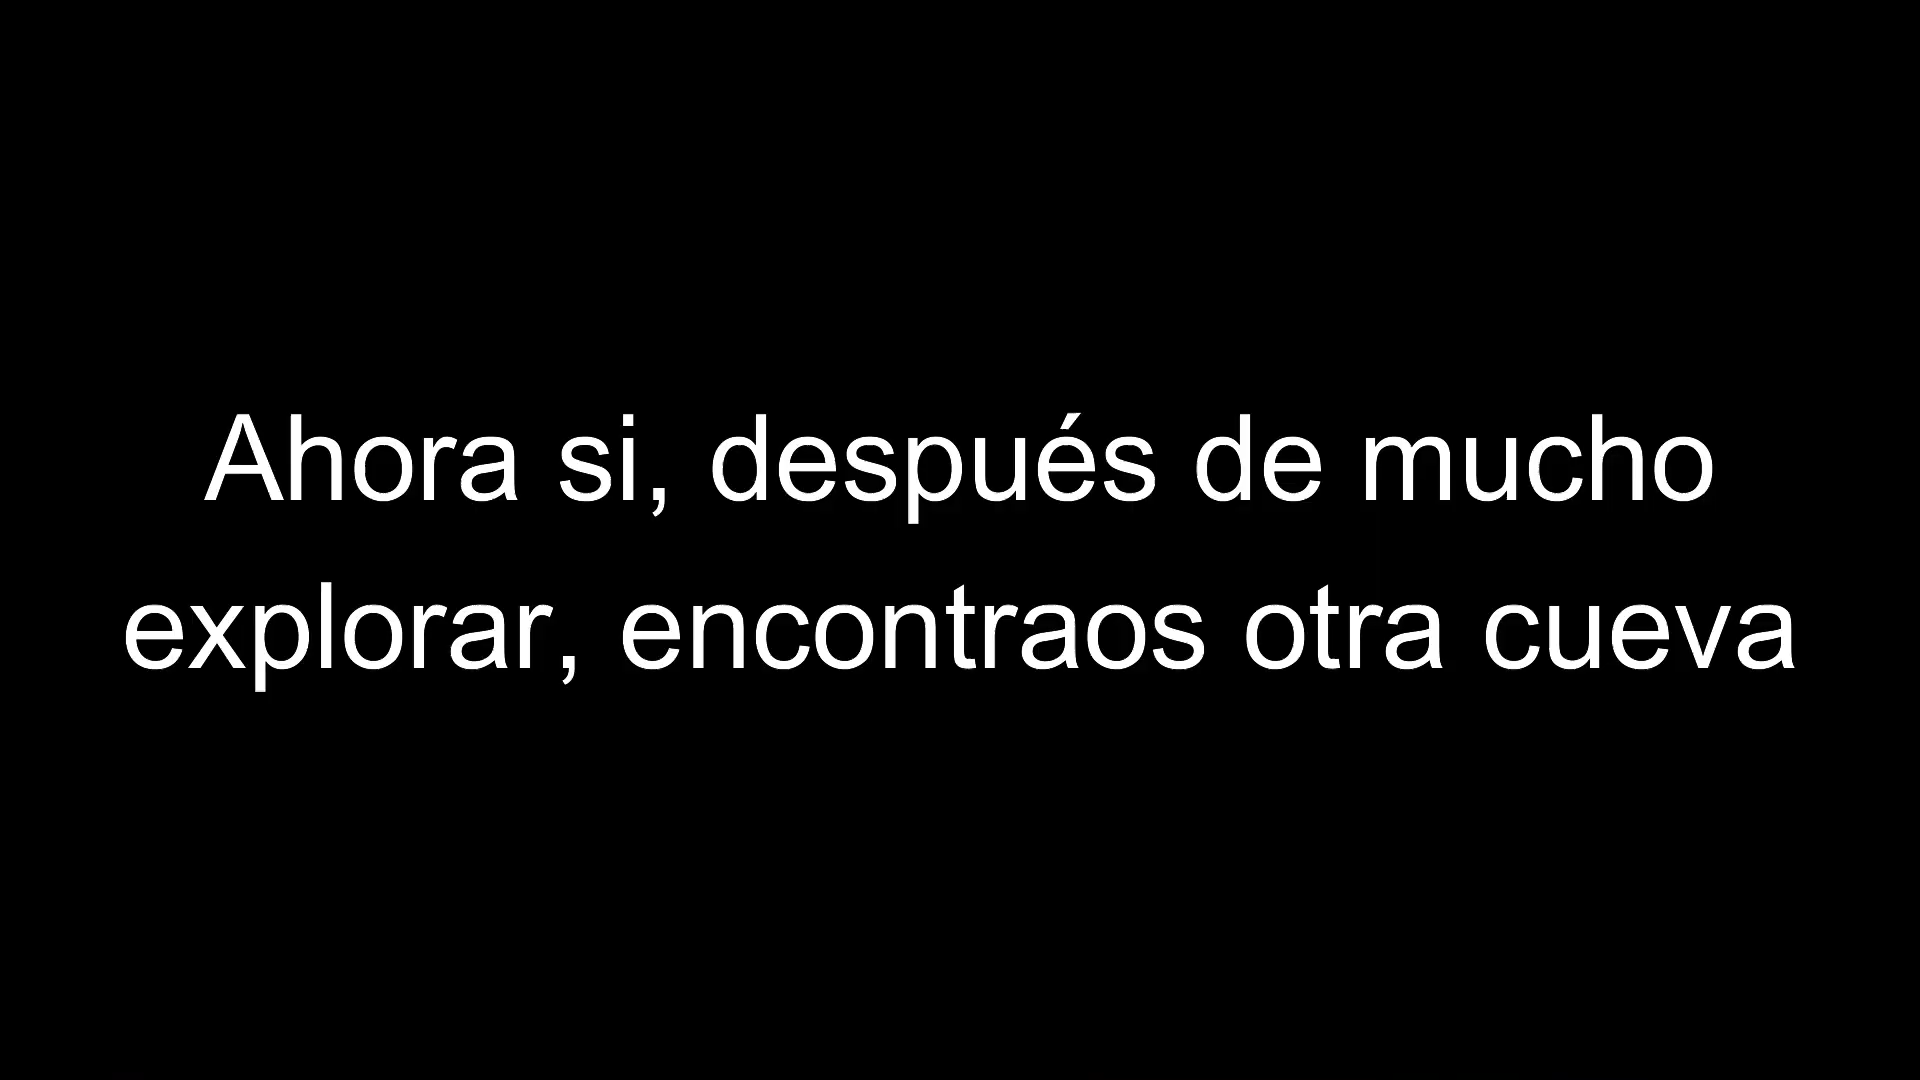 Ahora si, después de mucho
explorar, encontraos otra cueva